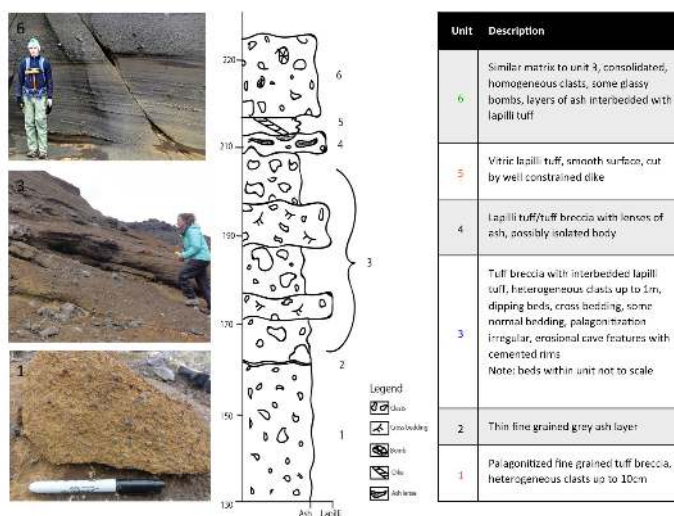 6
3
1
225
210
190
170
150
130
6
5
4
3
2
1
Ash Lapilli
Legend
Clasts
Cross bedding
Bomb
Dike
Ash lense
Unit Description
6
Similar matrix to unit 3, consolidated,
homogeneous clasts, some glassy
bombs, layers of ash interbedded with
lapilli tuff
5
Vitric lapilli tuff, smooth surface, cut
by well constrained dike
4
Lapilli tuff/tuff breccia with lenses of
ash, possibly isolated body
3
Tuff breccia with interbedded lapilli
tuff, heterogeneous clasts up to 1m,
dipping beds, cross bedding, some
normal bedding, palagonitization
irregular, erosional cave features with
cemented rims
Note: beds within unit not to scale
2
Thin fine grained grey ash layer
1
Palagonitized fine grained tuff breccia,
heterogeneous clasts up to 10cm